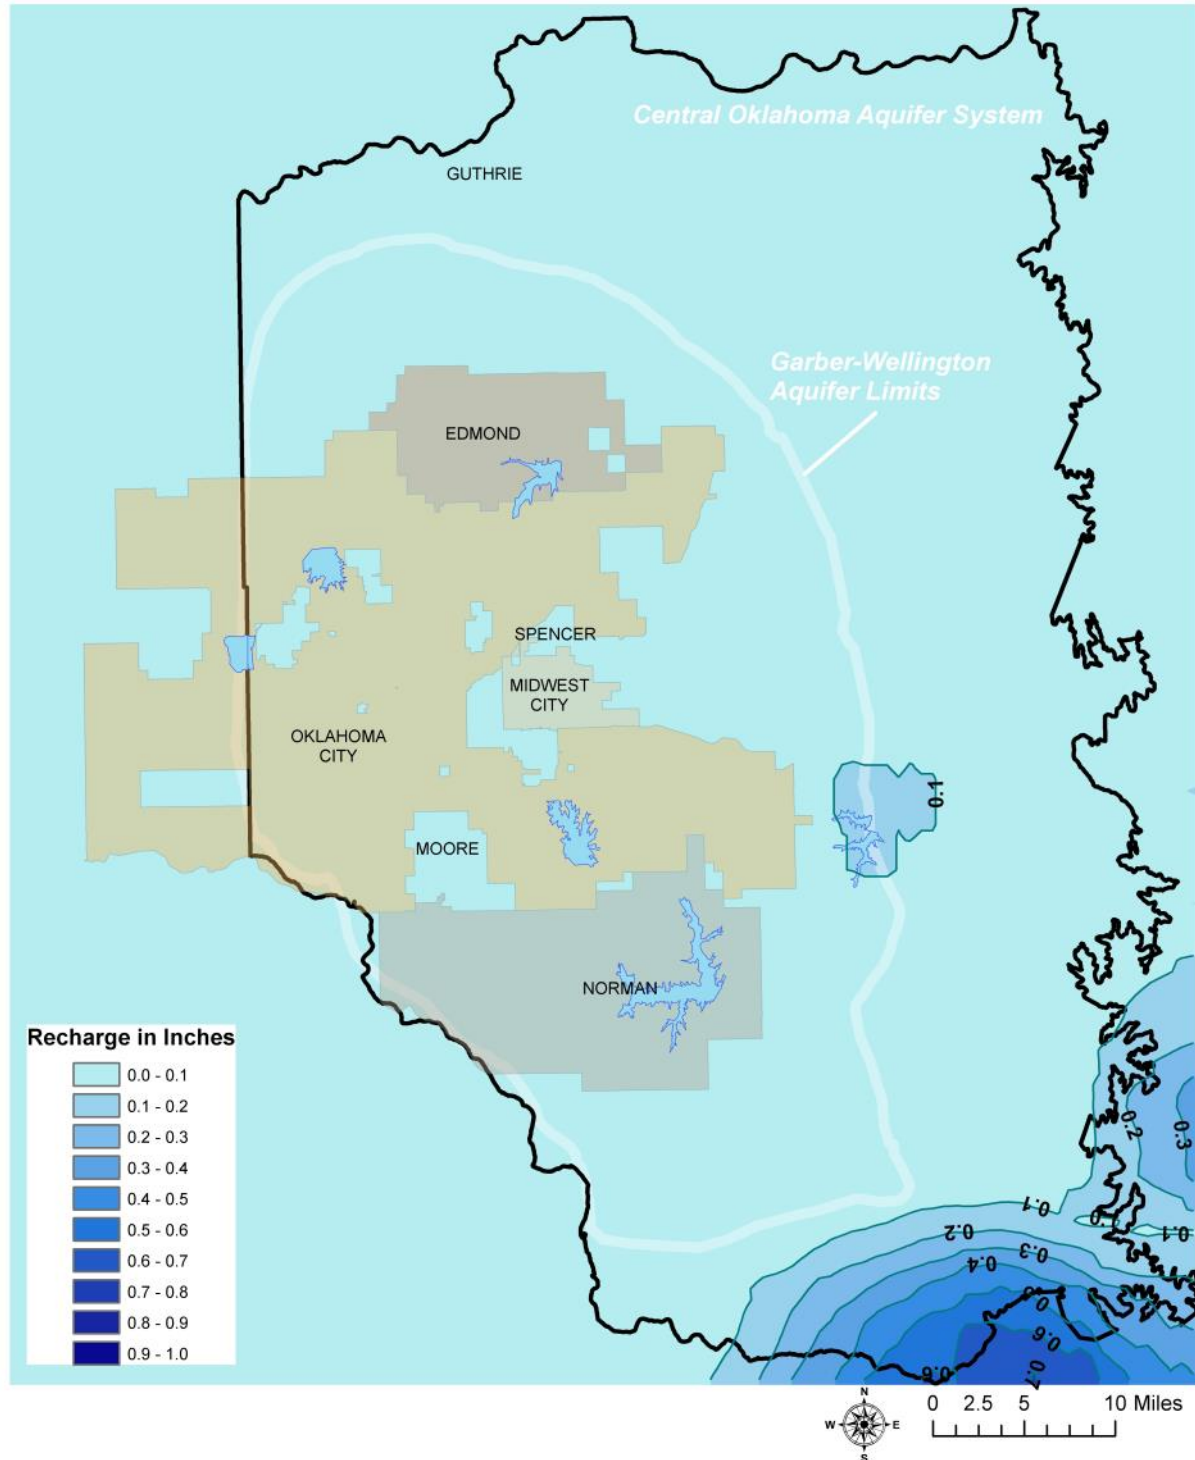 Central Oklahoma Aquifer System
GUTHRIE
Garber-Wellington
Aquifer Limits
EDMOND
SPENCER
MIDWEST
CITY
OKLAHOMA
CITY
0.1
MOORE
NORMAN
Recharge in Inches
0.0 - 0.1
0.1 - 0.2
0.2 - 0.3
0.3 - 0.4
0.4 - 0.5
0.5 - 0.6
0.6 - 0.7
0.7 - 0.8
0.8 - 0.9
0.9 - 1.0
0.2
0.3
0.1
0.1
0.2
0.3
0.4
0.6
0.6
0.7
N
W
E
S
0 2.5 5 10 Miles